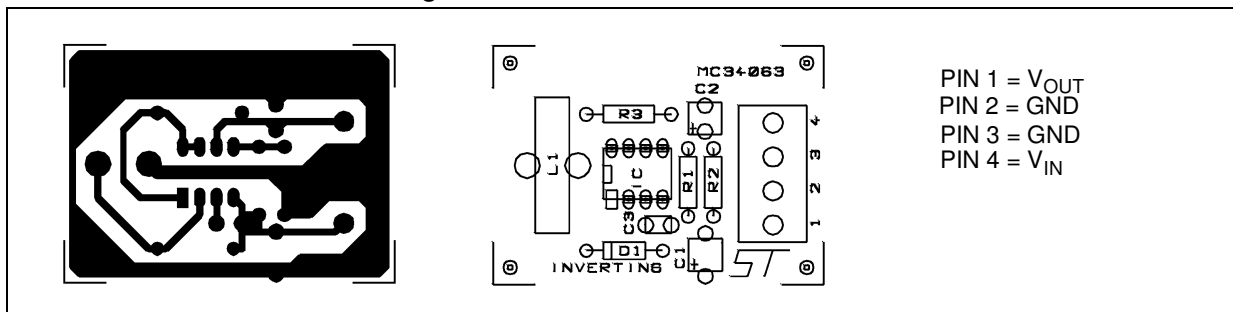 MC34063
C2
R3
4
3
2
1
L1
IC
R1
R2
C3
D1
C1
INVERTING
ST
PIN 1 = VOUT
PIN 2 = GND
PIN 3 = GND
PIN 4 = VIN